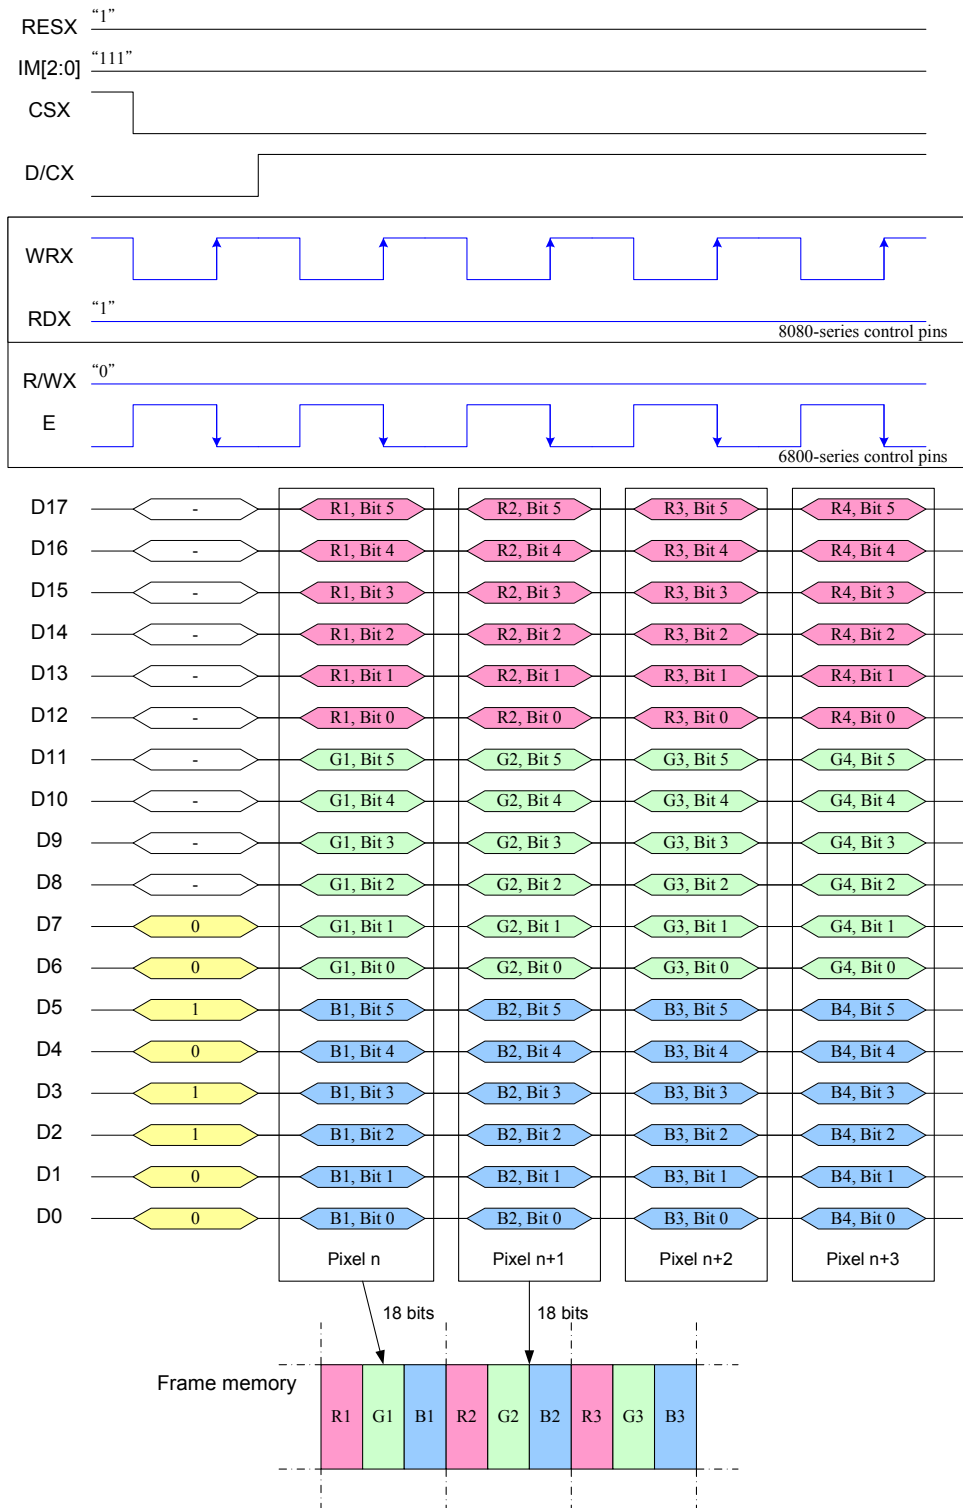 RESX “1”
IM[2:0] “111”
CSX
D/CX
WRX
RDX “1”
8080-series control pins
R/WX “0”
E
6800-series control pins
D17 - R1, Bit 5 R2, Bit 5 R3, Bit 5 R4, Bit 5
D16 - R1, Bit 4 R2, Bit 4 R3, Bit 4 R4, Bit 4
D15 - R1, Bit 3 R2, Bit 3 R3, Bit 3 R4, Bit 3
D14 - R1, Bit 2 R2, Bit 2 R3, Bit 2 R4, Bit 2
D13 - R1, Bit 1 R2, Bit 1 R3, Bit 1 R4, Bit 1
D12 - R1, Bit 0 R2, Bit 0 R3, Bit 0 R4, Bit 0
D11 - G1, Bit 5 G2, Bit 5 G3, Bit 5 G4, Bit 5
D10 - G1, Bit 4 G2, Bit 4 G3, Bit 4 G4, Bit 4
D9 - G1, Bit 3 G2, Bit 3 G3, Bit 3 G4, Bit 3
D8 - G1, Bit 2 G2, Bit 2 G3, Bit 2 G4, Bit 2
D7 0 G1, Bit 1 G2, Bit 1 G3, Bit 1 G4, Bit 1
D6 0 G1, Bit 0 G2, Bit 0 G3, Bit 0 G4, Bit 0
D5 1 B1, Bit 5 B2, Bit 5 B3, Bit 5 B4, Bit 5
D4 0 B1, Bit 4 B2, Bit 4 B3, Bit 4 B4, Bit 4
D3 1 B1, Bit 3 B2, Bit 3 B3, Bit 3 B4, Bit 3
D2 1 B1, Bit 2 B2, Bit 2 B3, Bit 2 B4, Bit 2
D1 0 B1, Bit 1 B2, Bit 1 B3, Bit 1 B4, Bit 1
D0 0 B1, Bit 0 B2, Bit 0 B3, Bit 0 B4, Bit 0
Pixel n Pixel n+1 Pixel n+2 Pixel n+3
18 bits 18 bits
Frame memory
R1 G1 B1 R2 G2 B2 R3 G3 B3